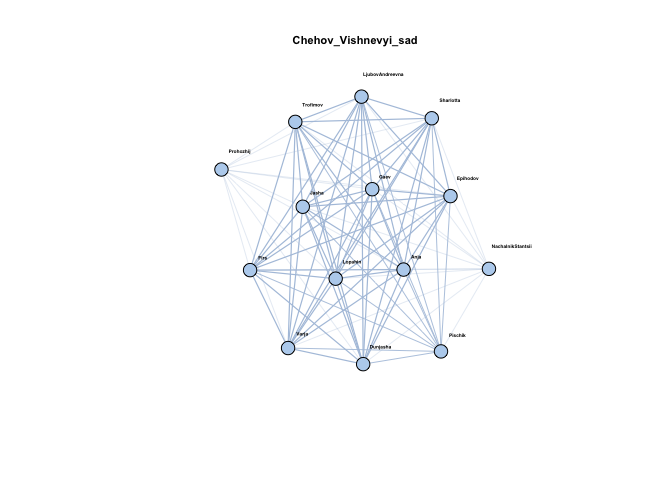 Chehov_Vishnevyi_sad
LjubovAndreevna
Sharlotta
Trofimov
Prohozhij
Gaev
Epihodov
Jasha
NachalnikStantsii
Firs
Lopahin
Anja
Varja
Pischik
Dunjasha